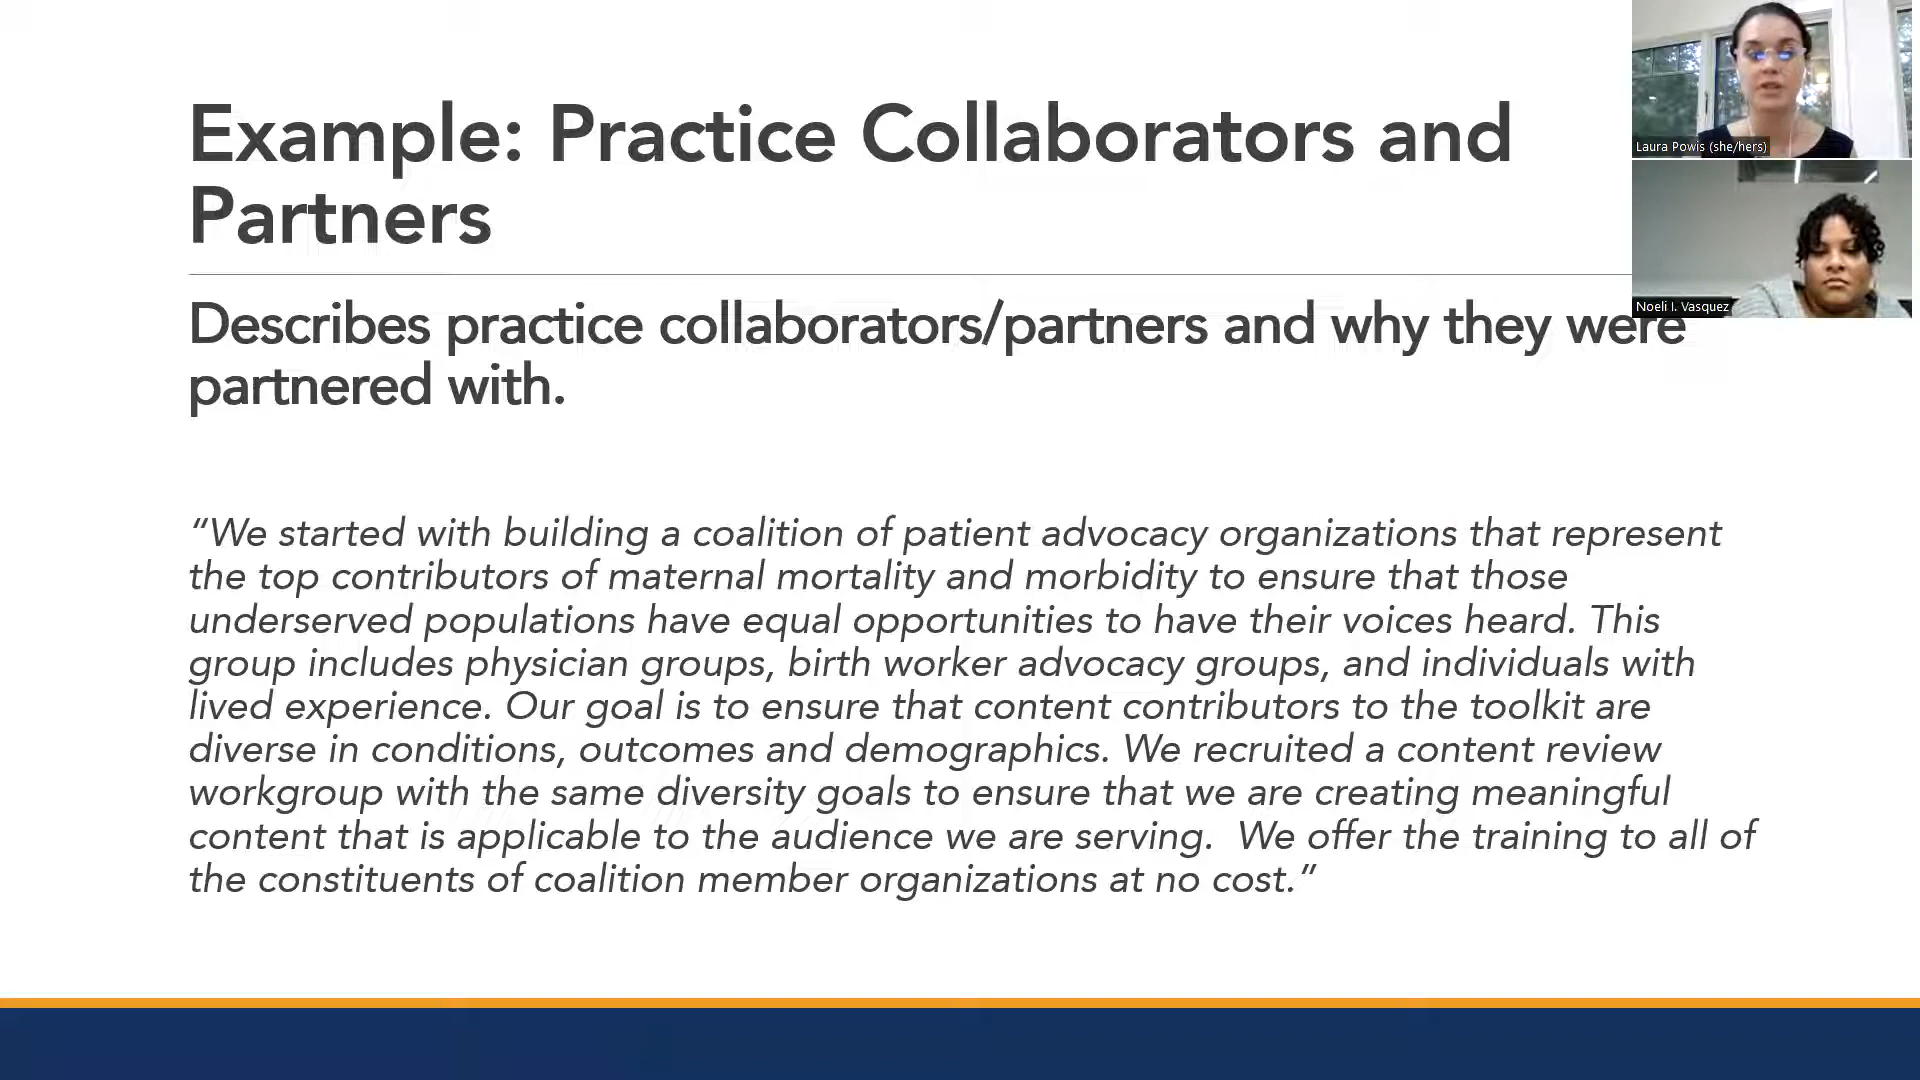 Example: Practice Collaborators and
Partners
Describes practice collaborators/partners and why they were
partnered with.
“We started with building a coalition of patient advocacy organizations that represent
the top contributors of maternal mortality and morbidity to ensure that those
underserved populations have equal opportunities to have their voices heard. This
group includes physician groups, birth worker advocacy groups, and individuals with
lived experience. Our goal is to ensure that content contributors to the toolkit are
diverse in conditions, outcomes and demographics. We recruited a content review
workgroup with the same diversity goals to ensure that we are creating meaningful
content that is applicable to the audience we are serving.  We offer the training to all of
the constituents of coalition member organizations at no cost.”
Laura Powis (she/hers)
Noeli I. Vasquez